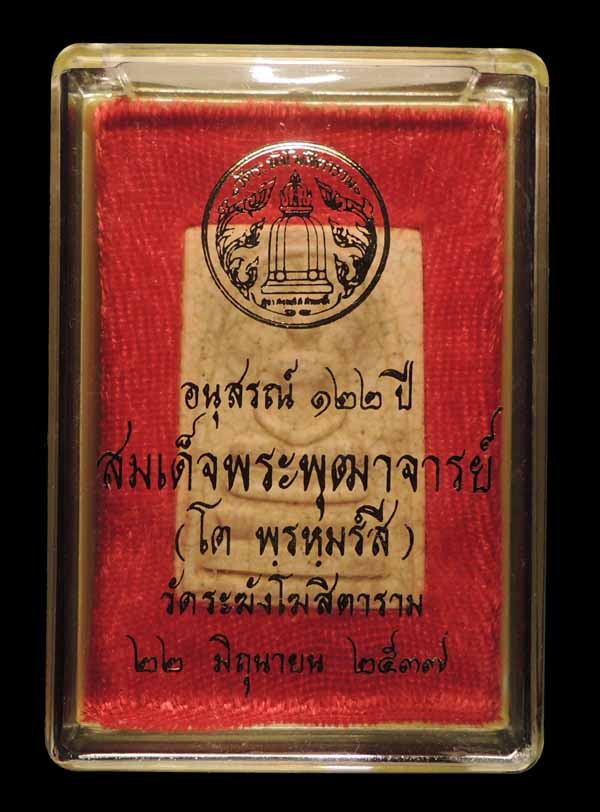 อนุสรณ์ ๑๒๒ ปี
สมเด็จพระพุฒาจารย์
(โต พฺรหฺมรํสี)
วัดระฆังโฆสิตาราม
๒๒ มิถุนายน ๒๕๓๗